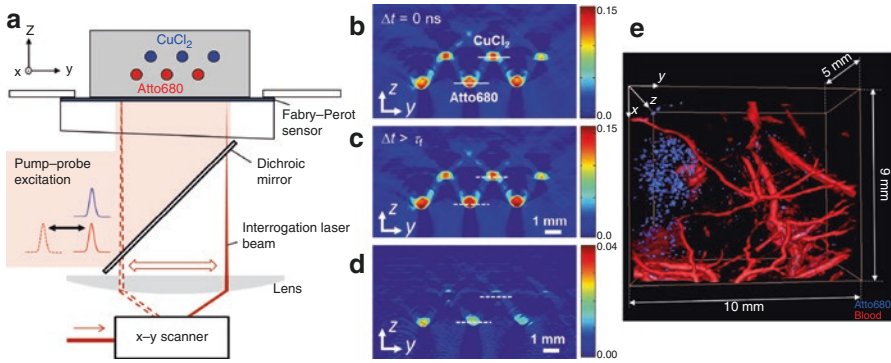 a
Z
x
y
CuCl2
Atto680
Fabry–Perot
sensor
Dichroic
mirror
Pump–probe
excitation
Interrogation laser
beam
Lens
x–y scanner
b
Δt = 0 ns
CuCl2
Atto680
z
y
0.15
0.0
c
Δt > τf
z
y
1 mm
0.15
0.0
d
z
y
1 mm
0.04
0.00
e
y
z
x
5 mm
9 mm
10 mm
Atto680
Blood